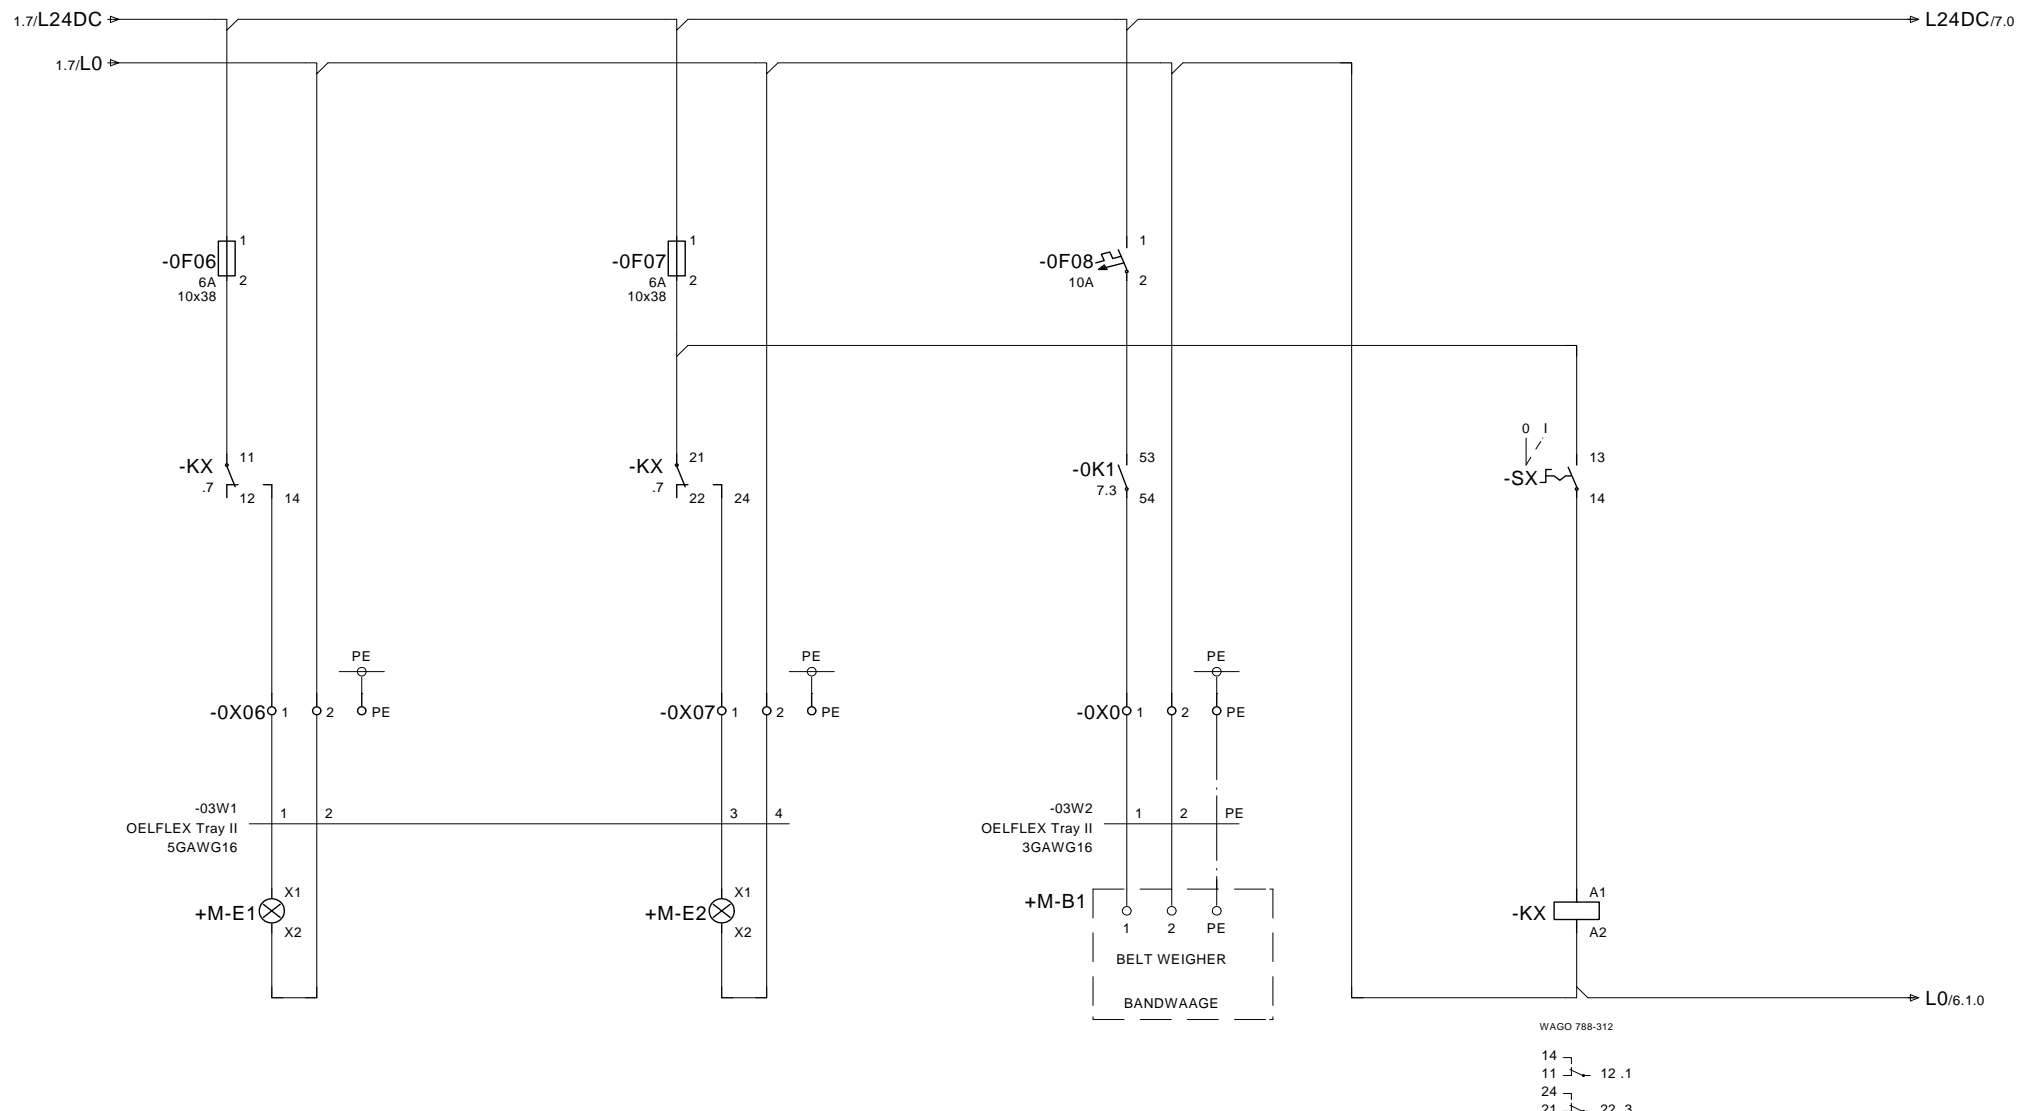 1.7/L24DC
L24DC/7.0
1.7/L0
-0F06
1
6A
2
10x38
-0F07
1
6A
2
10x38
-0F08
1
10A
2
-KX
11
.7
12
14
-KX
21
.7
22
24
-0K1
53
7.3
54
0 I
-SX
13
14
PE
PE
PE
-0X06
1
2
PE
-0X07
1
2
PE
-0X0
1
2
PE
-03W1
1
2
3
4
OELFLEX Tray II
5GAWG16
-03W2
1
2
PE
OELFLEX Tray II
3GAWG16
+M-E1
X1
X2
+M-E2
X1
X2
+M-B1
1
2
PE
BELT WEIGHER
BANDWAAGE
-KX
A1
A2
L0/6.1.0
WAGO 788-312
14
11
12 .1
24
21
22 .3